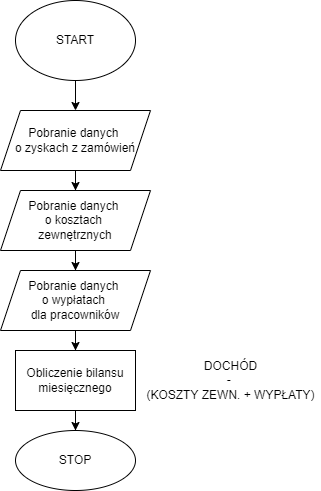 START
Pobranie danych
o zyskach z zamówień
Pobranie danych
o kosztach
zewnętrznych
Pobranie danych
o wypłatach
dla pracowników
Obliczenie bilansu
miesięcznego
DOCHÓD
-
(KOSZTY ZEWN. + WYPŁATY)
STOP